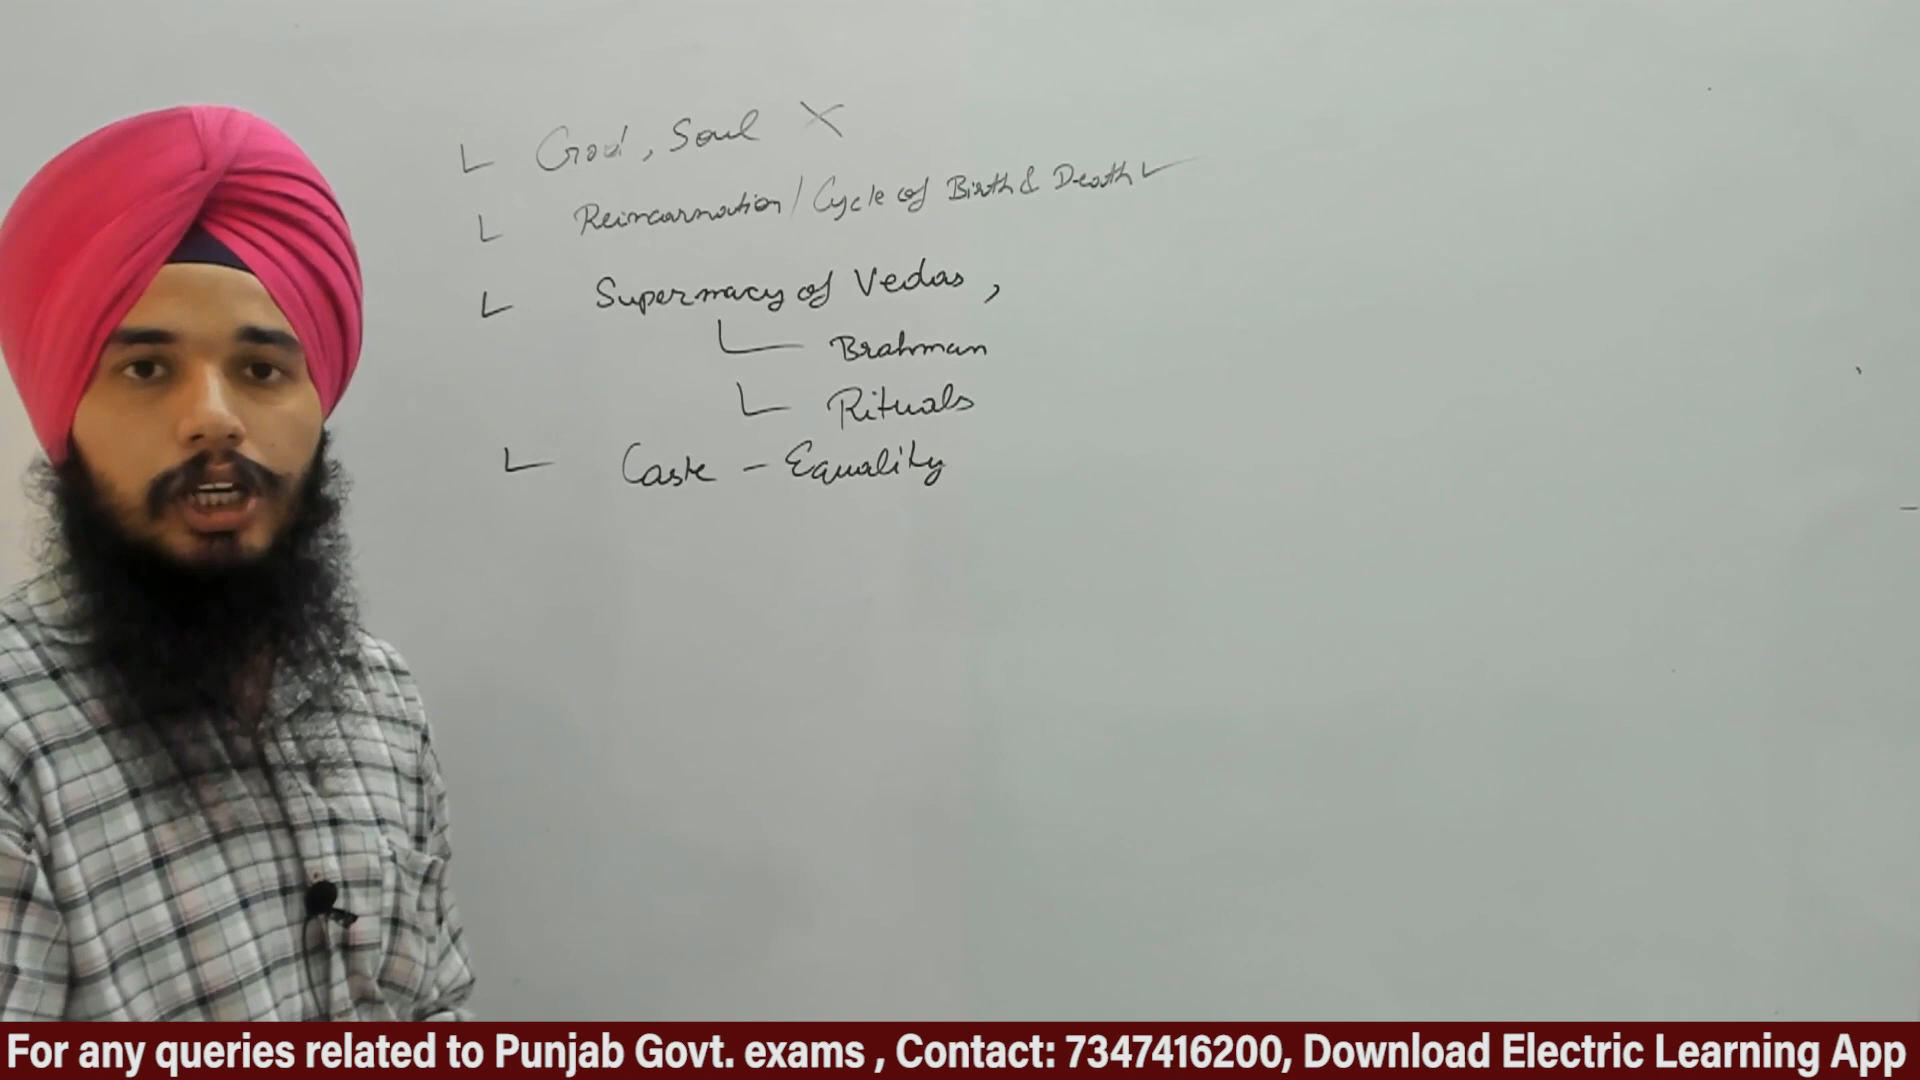 God, Soul X
Reincarnation / Cycle of Birth & Death ✓
Supermacy of Vedas,
Brahman
Rituals
Caste - Equality
For any queries related to Punjab Govt. exams , Contact: 7347416200, Download Electric Learning App